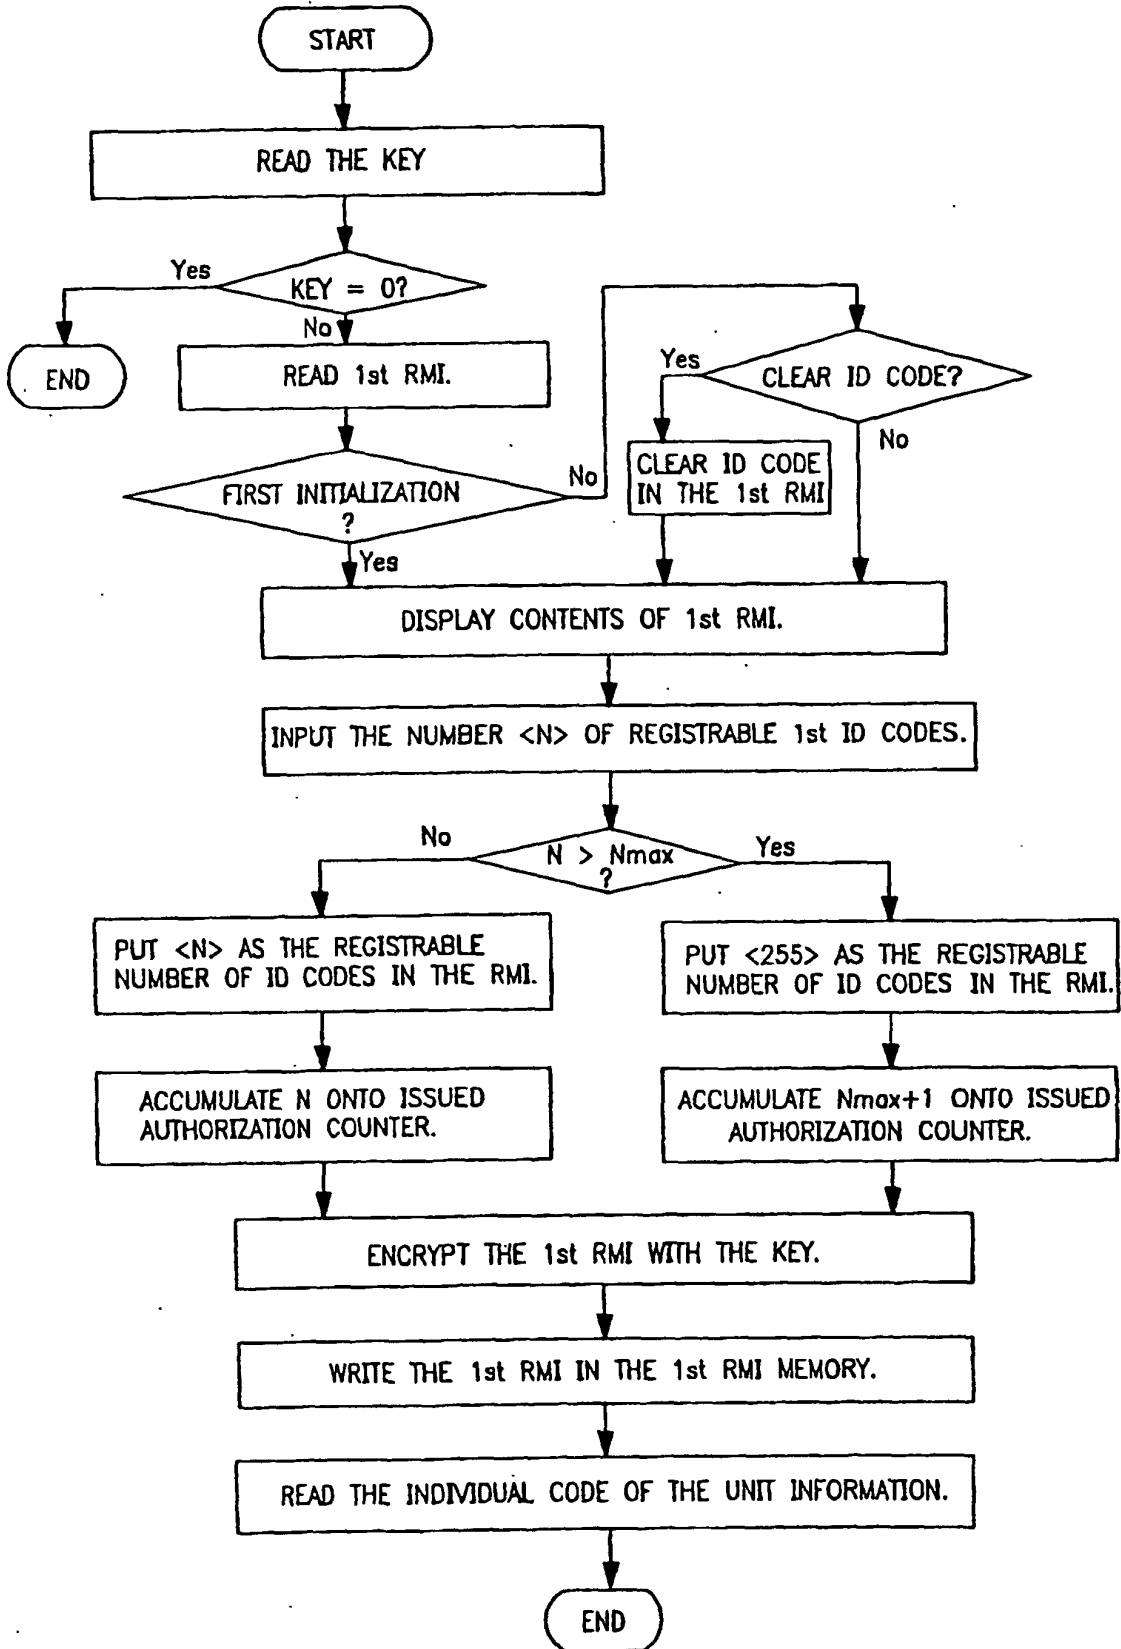 START
READ THE KEY
Yes
KEY = 0?
No
END
READ 1st RMI.
Yes
CLEAR ID CODE?
No
CLEAR ID CODE
IN THE 1st RMI
FIRST INITIALIZATION
?
No
Yes
DISPLAY CONTENTS OF 1st RMI.
INPUT THE NUMBER <N> OF REGISTRABLE 1st ID CODES.
No
N > Nmax
?
Yes
PUT <N> AS THE REGISTRABLE
NUMBER OF ID CODES IN THE RMI.
PUT <255> AS THE REGISTRABLE
NUMBER OF ID CODES IN THE RMI.
ACCUMULATE N ONTO ISSUED
AUTHORIZATION COUNTER.
ACCUMULATE Nmax+1 ONTO ISSUED
AUTHORIZATION COUNTER.
ENCRYPT THE 1st RMI WITH THE KEY.
WRITE THE 1st RMI IN THE 1st RMI MEMORY.
READ THE INDIVIDUAL CODE OF THE UNIT INFORMATION.
END